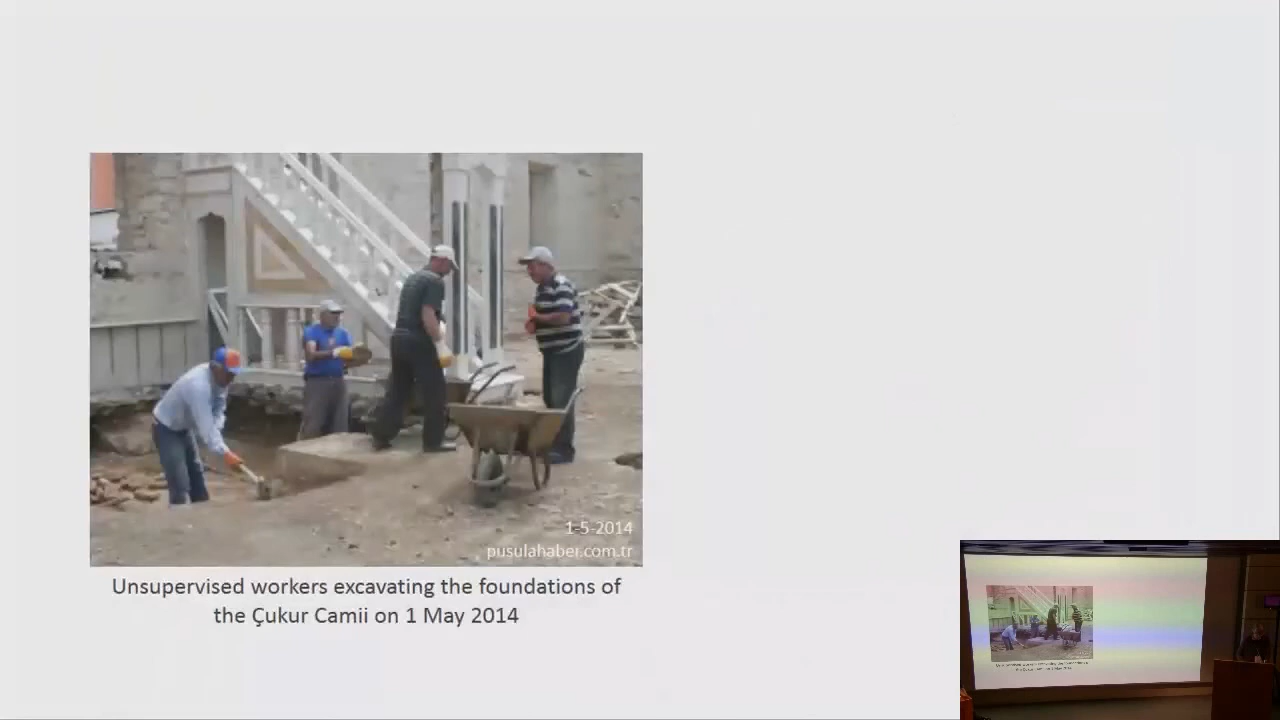 1-5-2014
pusulahaber.com.tr
Unsupervised workers excavating the foundations of
the Çukur Camii on 1 May 2014